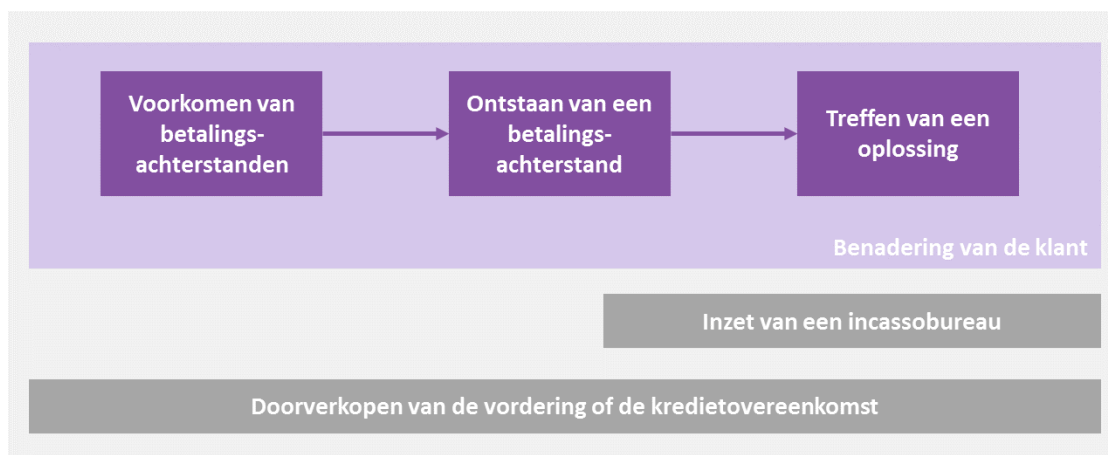 Voorkomen van
betalings-
achterstanden
Ontstaan van een
betalings-
achterstand
Treffen van een
oplossing
Benadering van de klant
Inzet van een incassobureau
Doorverkopen van de vordering of de kredietovereenkomst